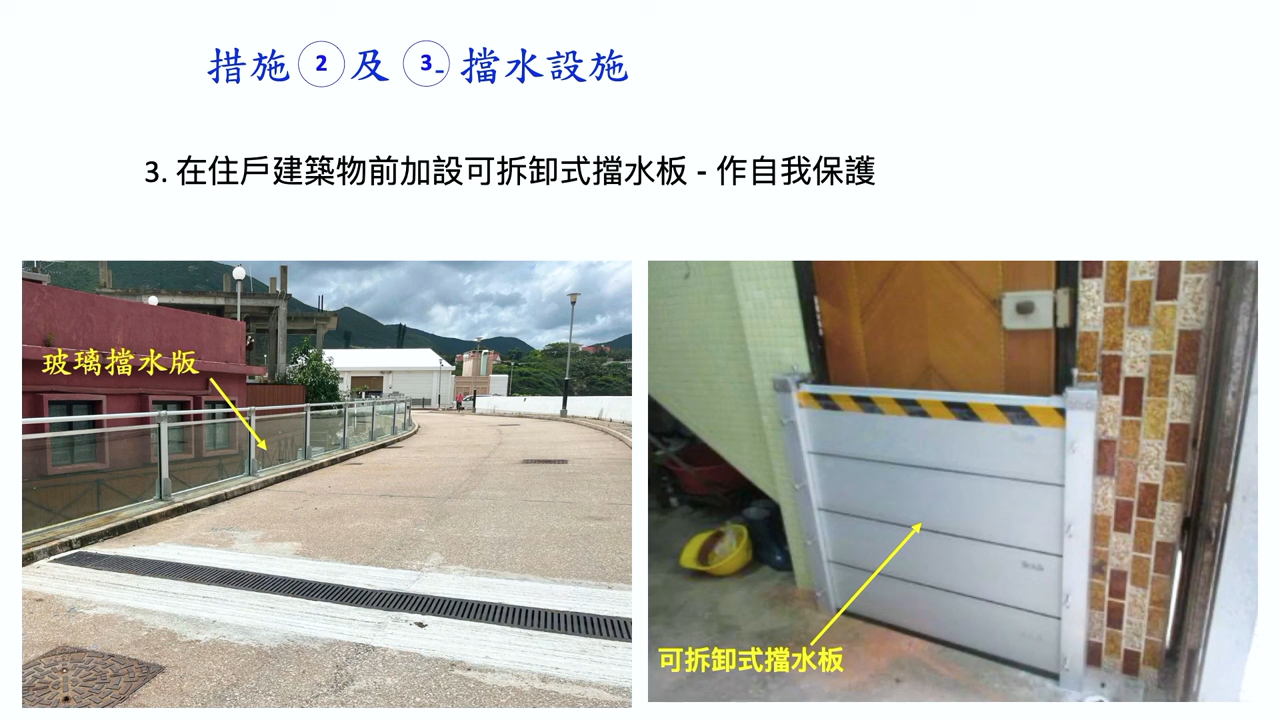 措施 2 及 3- 擋水設施
3. 在住戶建築物前加設可拆卸式擋水板 - 作自我保護
玻璃擋水版
可拆卸式擋水板